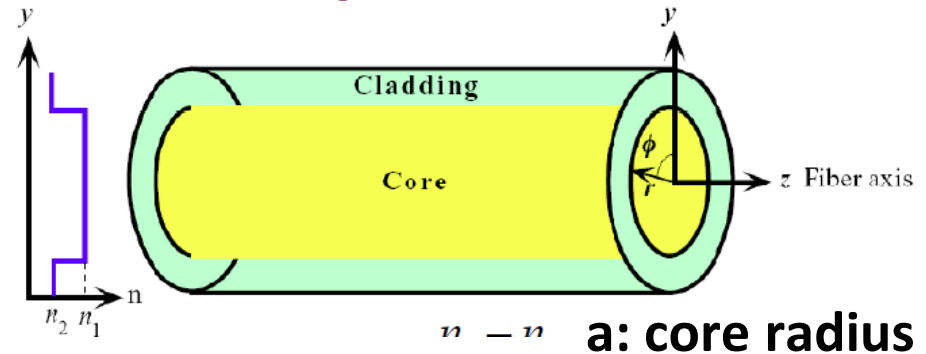 y
y
Cladding
ϕ
Core
r
z Fiber axis
n
n₂ n₁
a: core radius